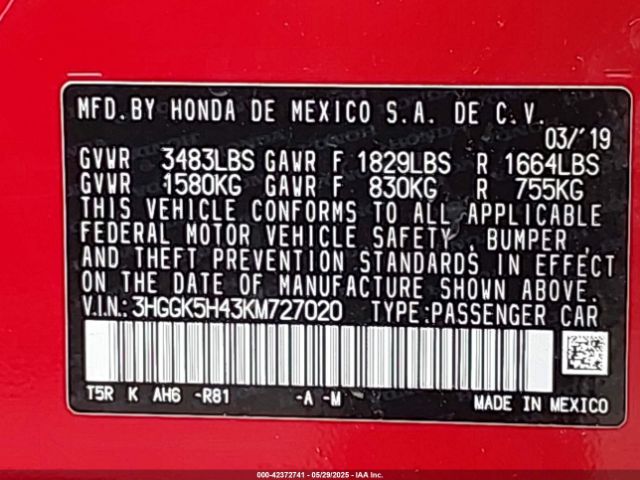 MFD. BY HONDA DE MEXICO S.A. DE C.V.
03/'19
GVWR 3483LBS GAWR F 1829LBS R 1664LBS
GVWR 1580KG GAWR F 830KG R 755KG
THIS VEHICLE CONFORMS TO ALL APPLICABLE
FEDERAL MOTOR VEHICLE SAFETY, BUMPER,
AND THEFT PREVENTION STANDARDS IN EFFECT
ON THE DATE OF MANUFACTURE SHOWN ABOVE.
V.I.N.: 3HGGK5H43KM727020 TYPE: PASSENGER CAR
T5R K AH6 -R81 -A -M
MADE IN MEXICO
000-42372741 - 05/29/2025 - IAA Inc.